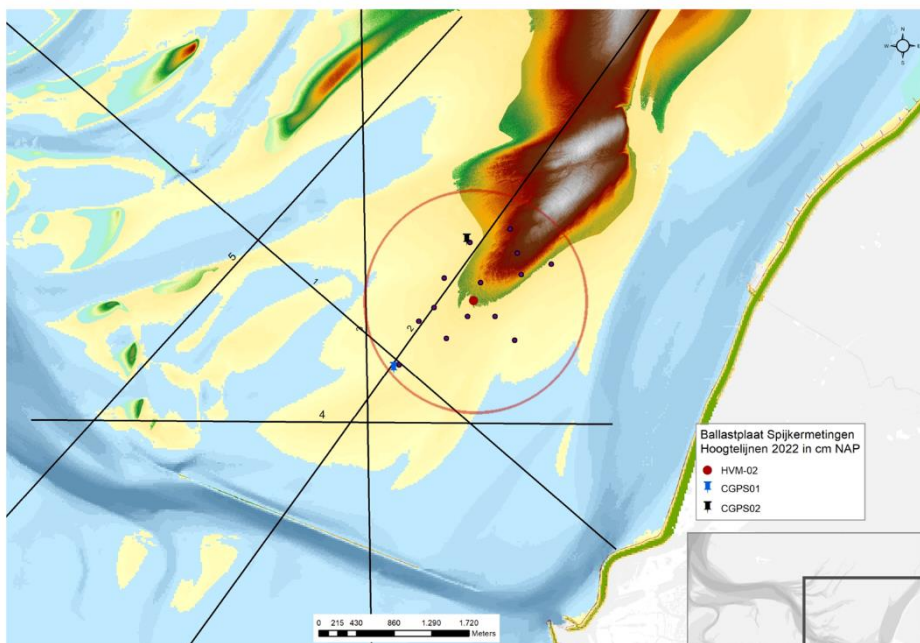 N
W
E
S
5
1
3
2
4
Ballastplaat Spijkermetingen
Hoogtelijnen 2022 in cm NAP
HVM-02
CGPS01
CGPS02
0 215 430 860 1.290 1.720
Meters